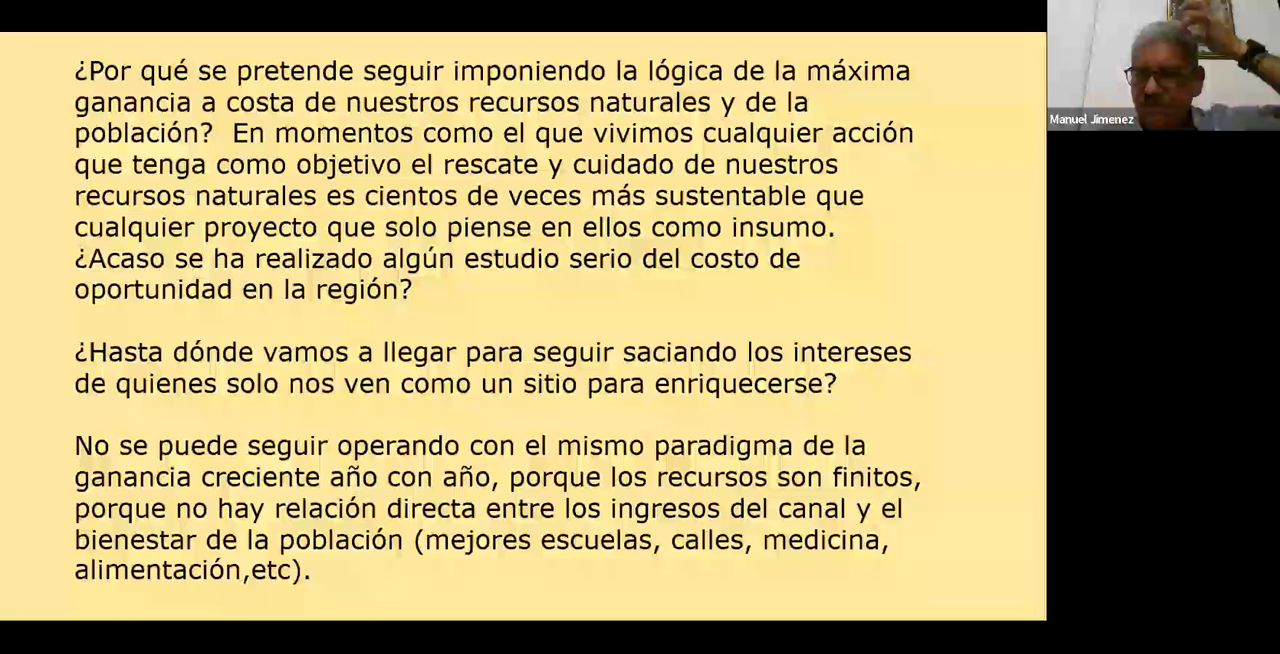 ¿Por qué se pretende seguir imponiendo la lógica de la máxima
ganancia a costa de nuestros recursos naturales y de la
población?  En momentos como el que vivimos cualquier acción
que tenga como objetivo el rescate y cuidado de nuestros
recursos naturales es cientos de veces más sustentable que
cualquier proyecto que solo piense en ellos como insumo.
¿Acaso se ha realizado algún estudio serio del costo de
oportunidad en la región?
¿Hasta dónde vamos a llegar para seguir saciando los intereses
de quienes solo nos ven como un sitio para enriquecerse?
No se puede seguir operando con el mismo paradigma de la
ganancia creciente año con año, porque los recursos son finitos,
porque no hay relación directa entre los ingresos del canal y el
bienestar de la población (mejores escuelas, calles, medicina,
alimentación,etc).
Manuel Jimenez